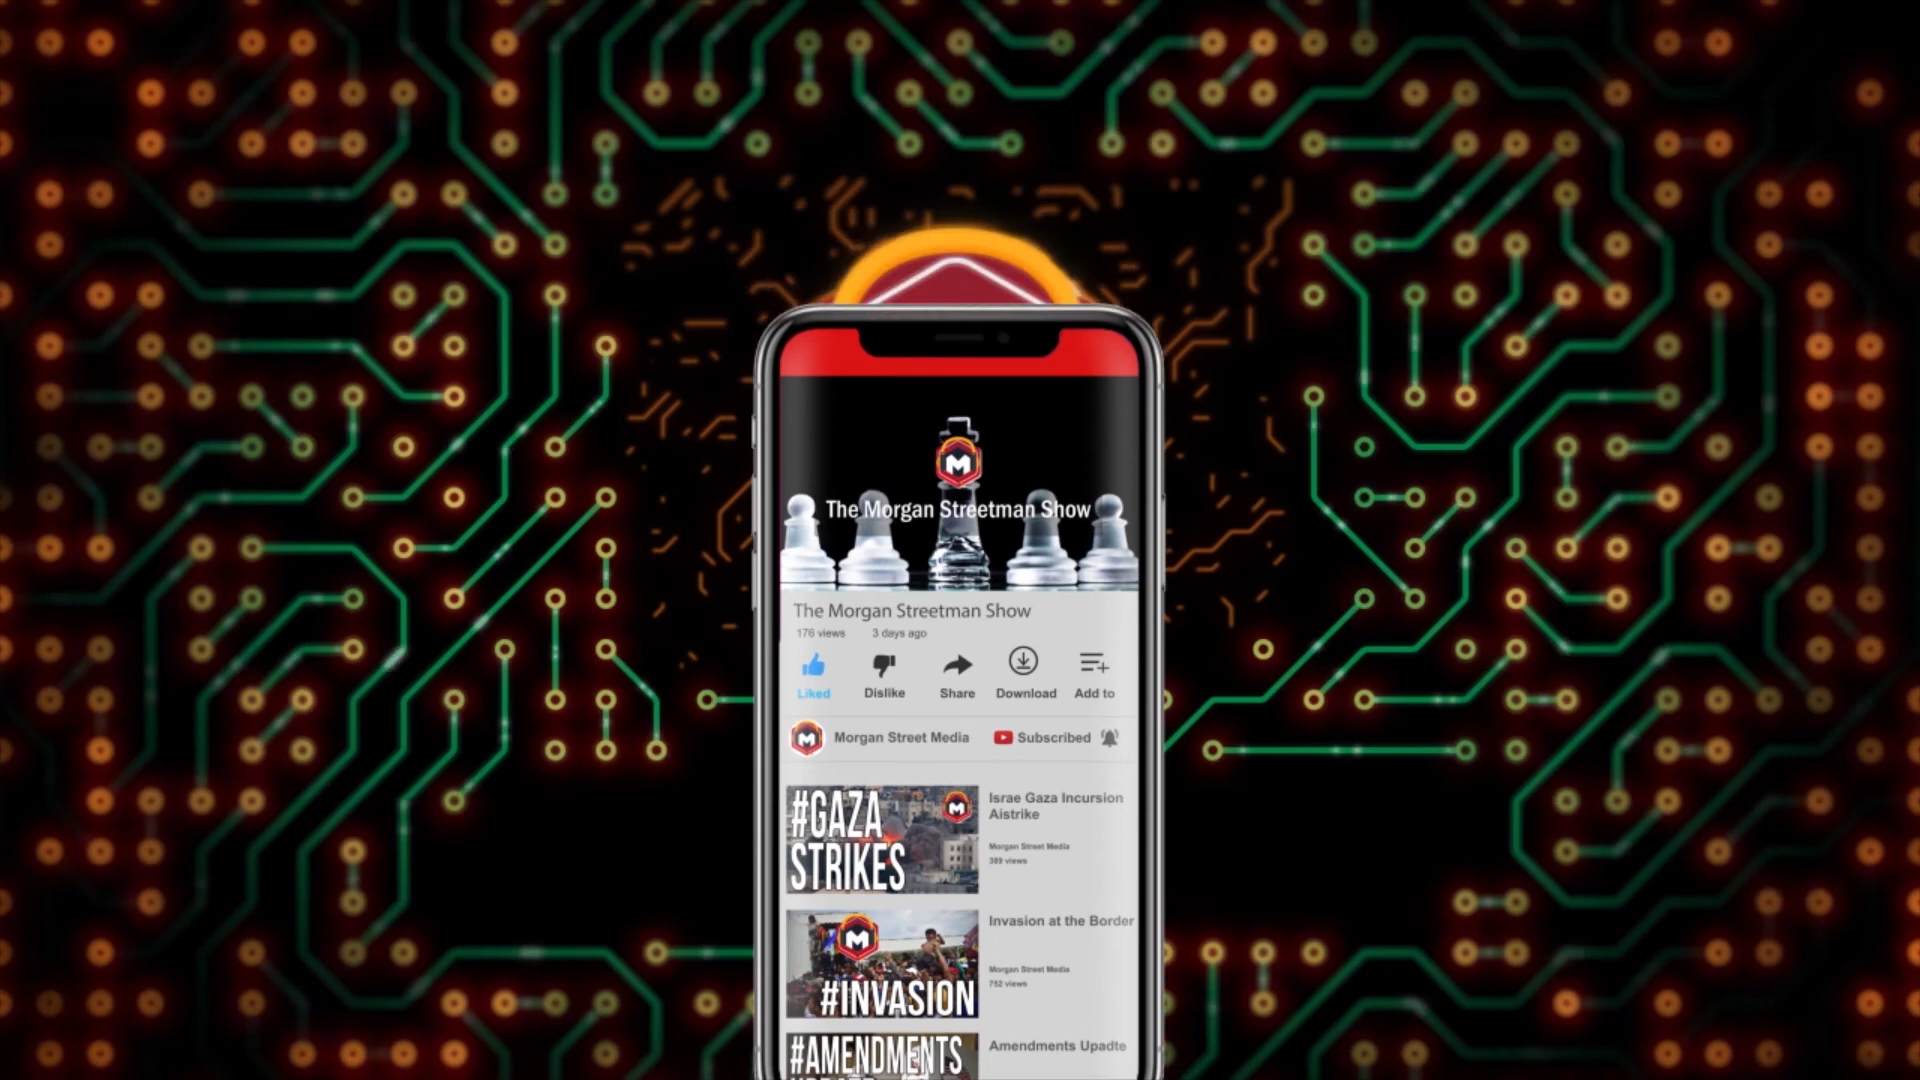 M
The Morgan Streetman Show
The Morgan Streetman Show
176 views 3 days ago
Liked Dislike Share Download Add to
M
Morgan Street Media Subscribed
#GAZA
STRIKES
M
Israe Gaza Incursion
Aistrike
Morgan Street Media
389 views
M
#INVASION
Invasion at the Border
Morgan Street Media
752 views
#AMENDMENTS
Amendments Upadte